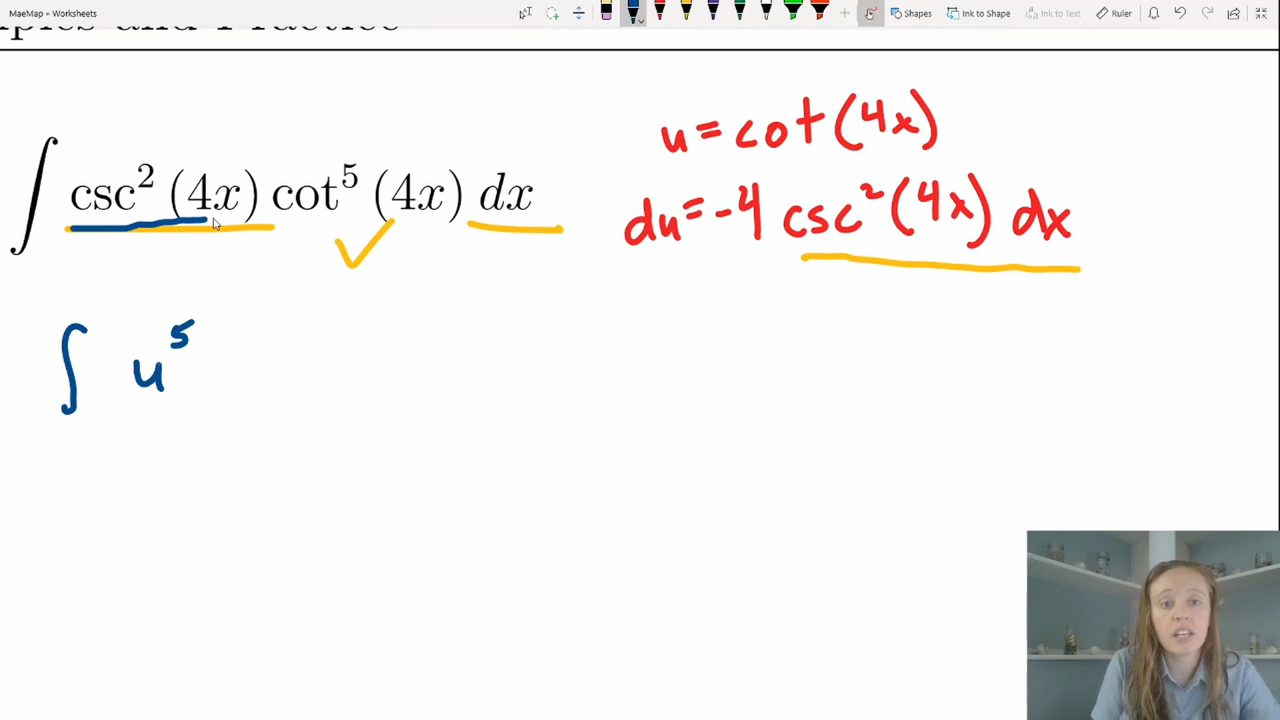 MaeMap » Worksheets
Shapes
Ink to Shape
Ink to Text
Ruler
and
∫ csc² (4x) cot⁵ (4x) dx
u = cot(4x)
du = -4 csc²(4x) dx
∫ u⁵